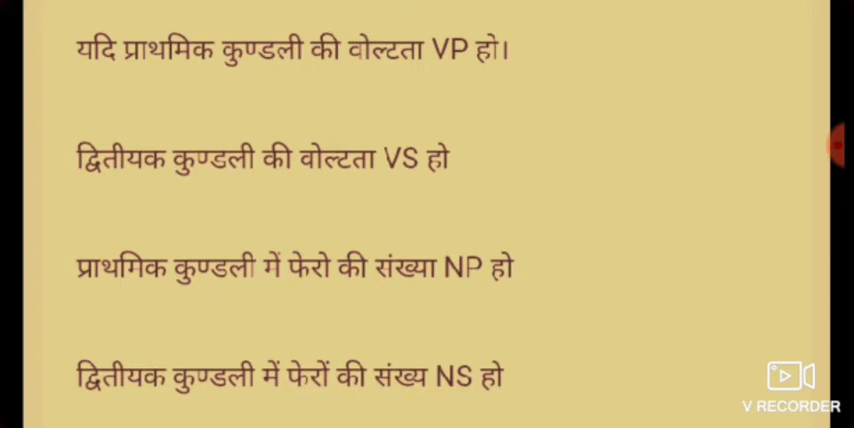 यदि प्राथमिक कुण्डली की वोल्टता VP हो।
द्वितीयक कुण्डली की वोल्टता VS हो
प्राथमिक कुण्डली में फेरो की संख्या NP हो
द्वितीयक कुण्डली में फेरों की संख्य NS हो
V RECORDER